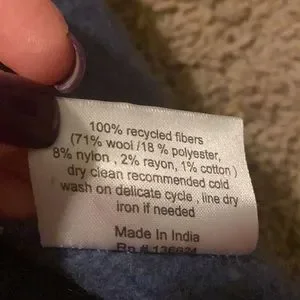 100% recycled fibers
(71% wool /18 % polyester,
8% nylon , 2% rayon, 1% cotton )
dry clean recommended cold
wash on delicate cycle , line dry
iron if needed
Made In India